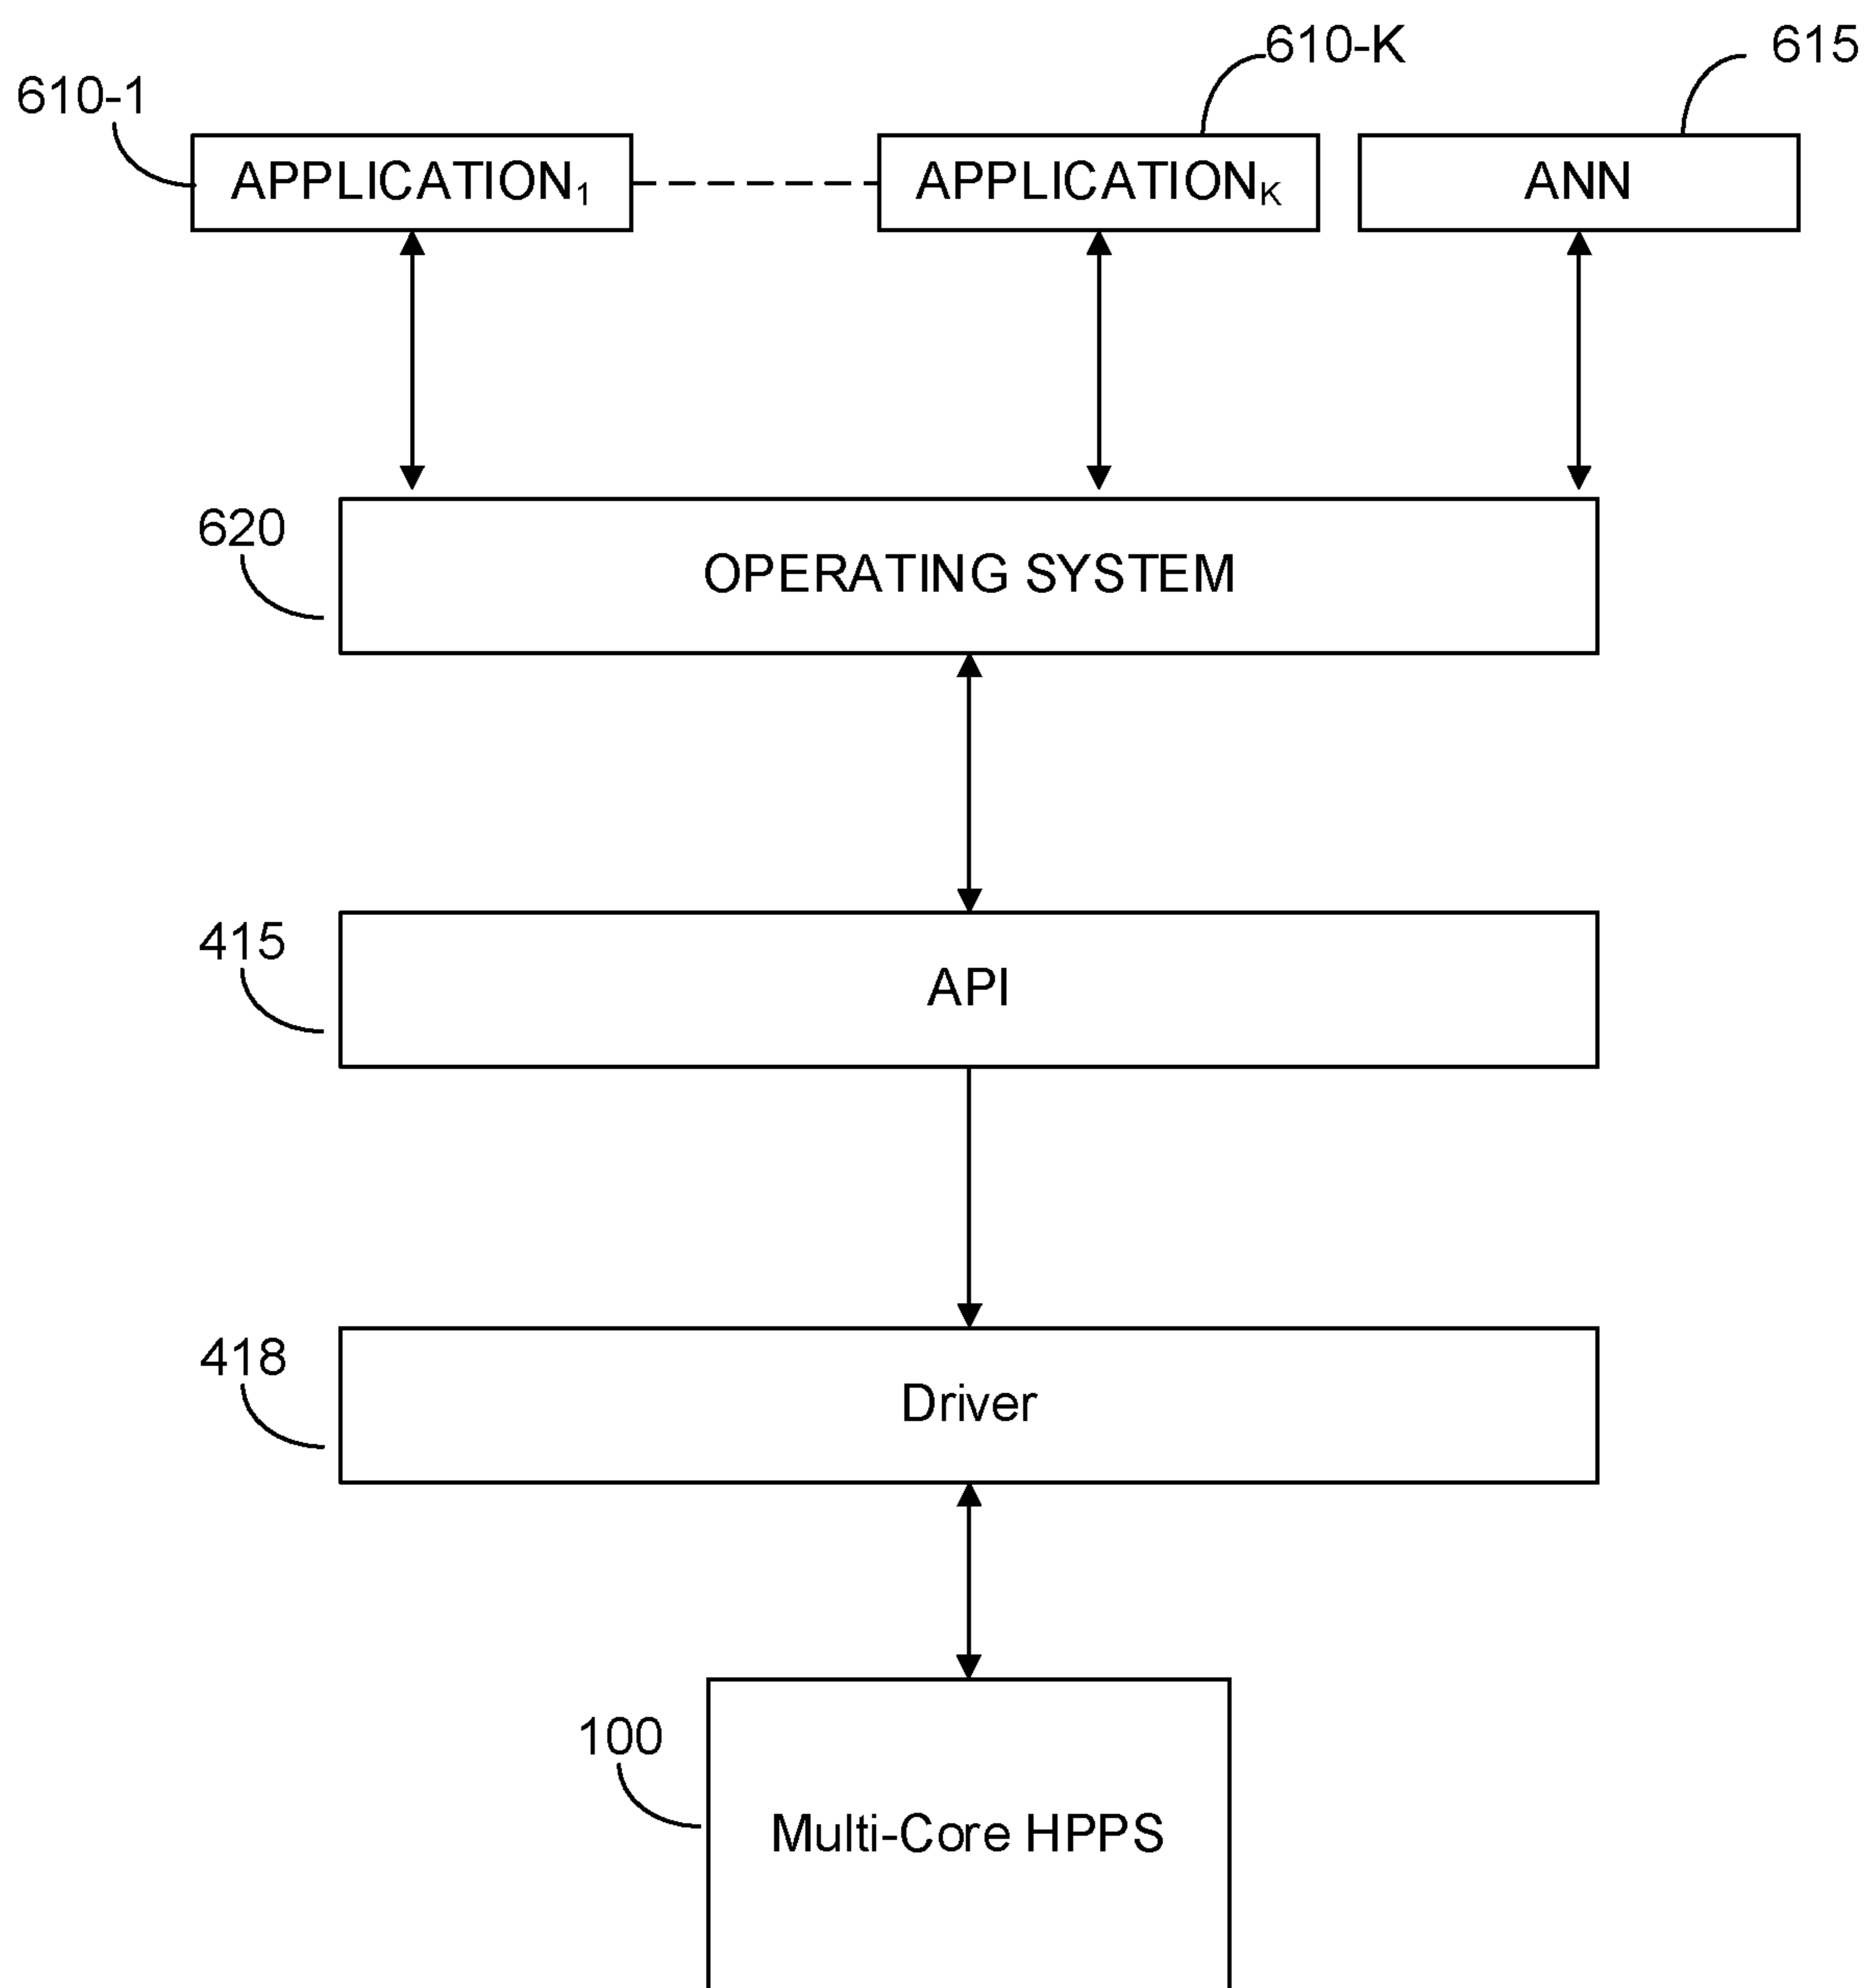 610-K
615
610-1
APPLICATION₁
APPLICATIONₖ
ANN
620
OPERATING SYSTEM
415
API
418
Driver
100
Multi-Core HPPS